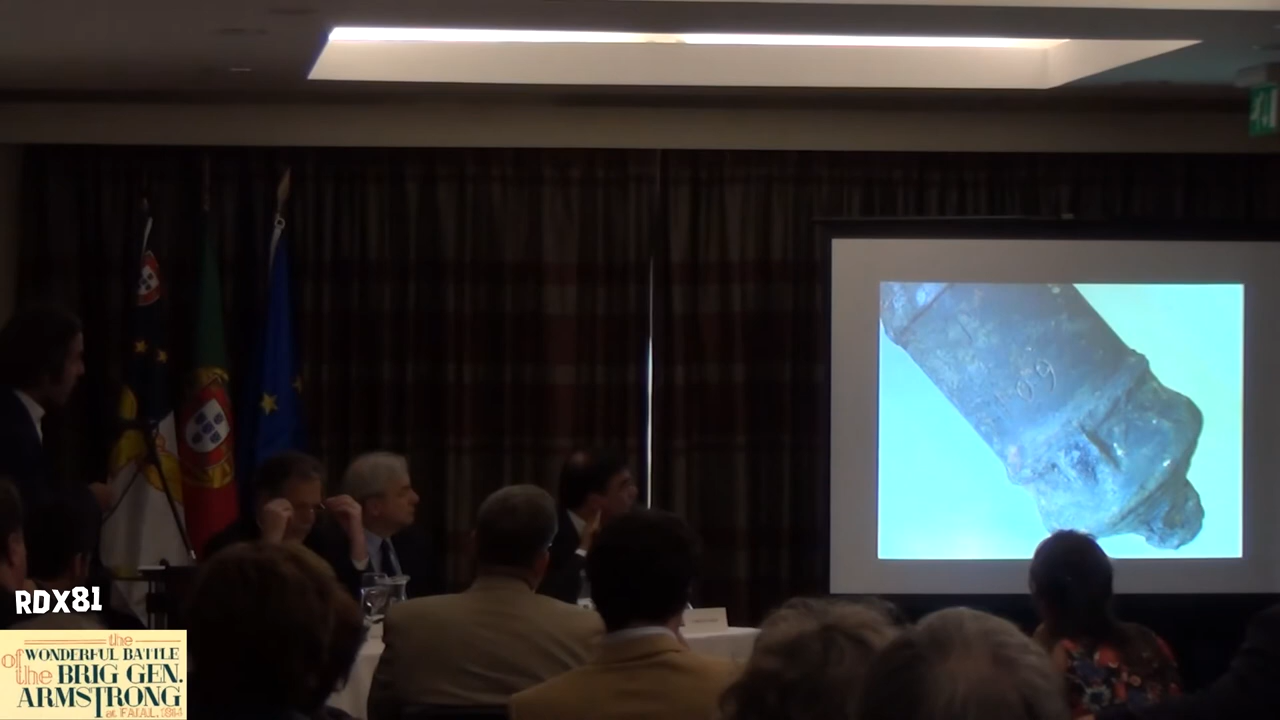 RDX81
the
WONDERFUL BATTLE
of the BRIG GEN.
ARMSTRONG
at FAIAL. 1814